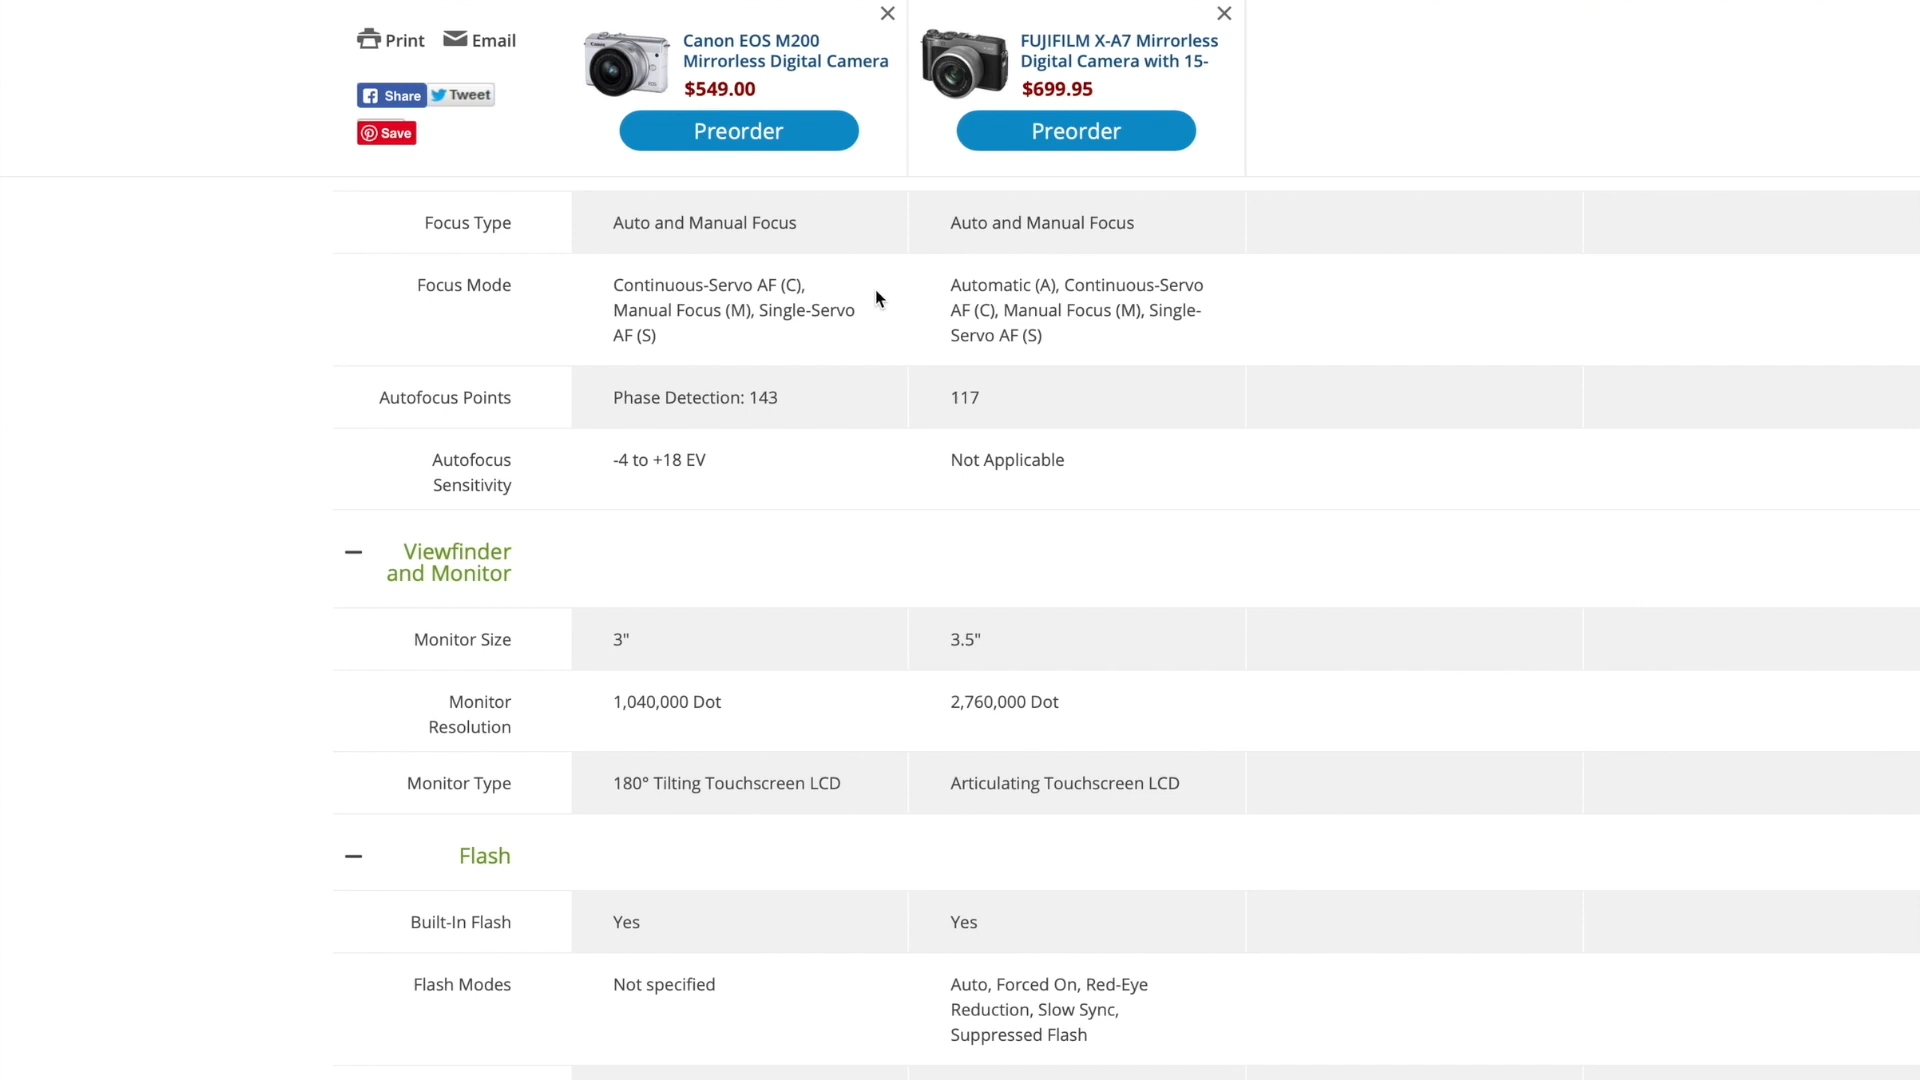 Print
Email
Share
Tweet
Save
Canon EOS M200
Mirrorless Digital Camera
$549.00
Preorder
FUJIFILM X-A7 Mirrorless
Digital Camera with 15-
$699.95
Preorder
Focus Type
Auto and Manual Focus
Auto and Manual Focus
Focus Mode
Continuous-Servo AF (C),
Manual Focus (M), Single-Servo
AF (S)
Automatic (A), Continuous-Servo
AF (C), Manual Focus (M), Single-
Servo AF (S)
Autofocus Points
Phase Detection: 143
117
Autofocus
Sensitivity
-4 to +18 EV
Not Applicable
Viewfinder
and Monitor
Monitor Size
3"
3.5"
Monitor
Resolution
1,040,000 Dot
2,760,000 Dot
Monitor Type
180° Tilting Touchscreen LCD
Articulating Touchscreen LCD
Flash
Built-In Flash
Yes
Yes
Flash Modes
Not specified
Auto, Forced On, Red-Eye
Reduction, Slow Sync,
Suppressed Flash